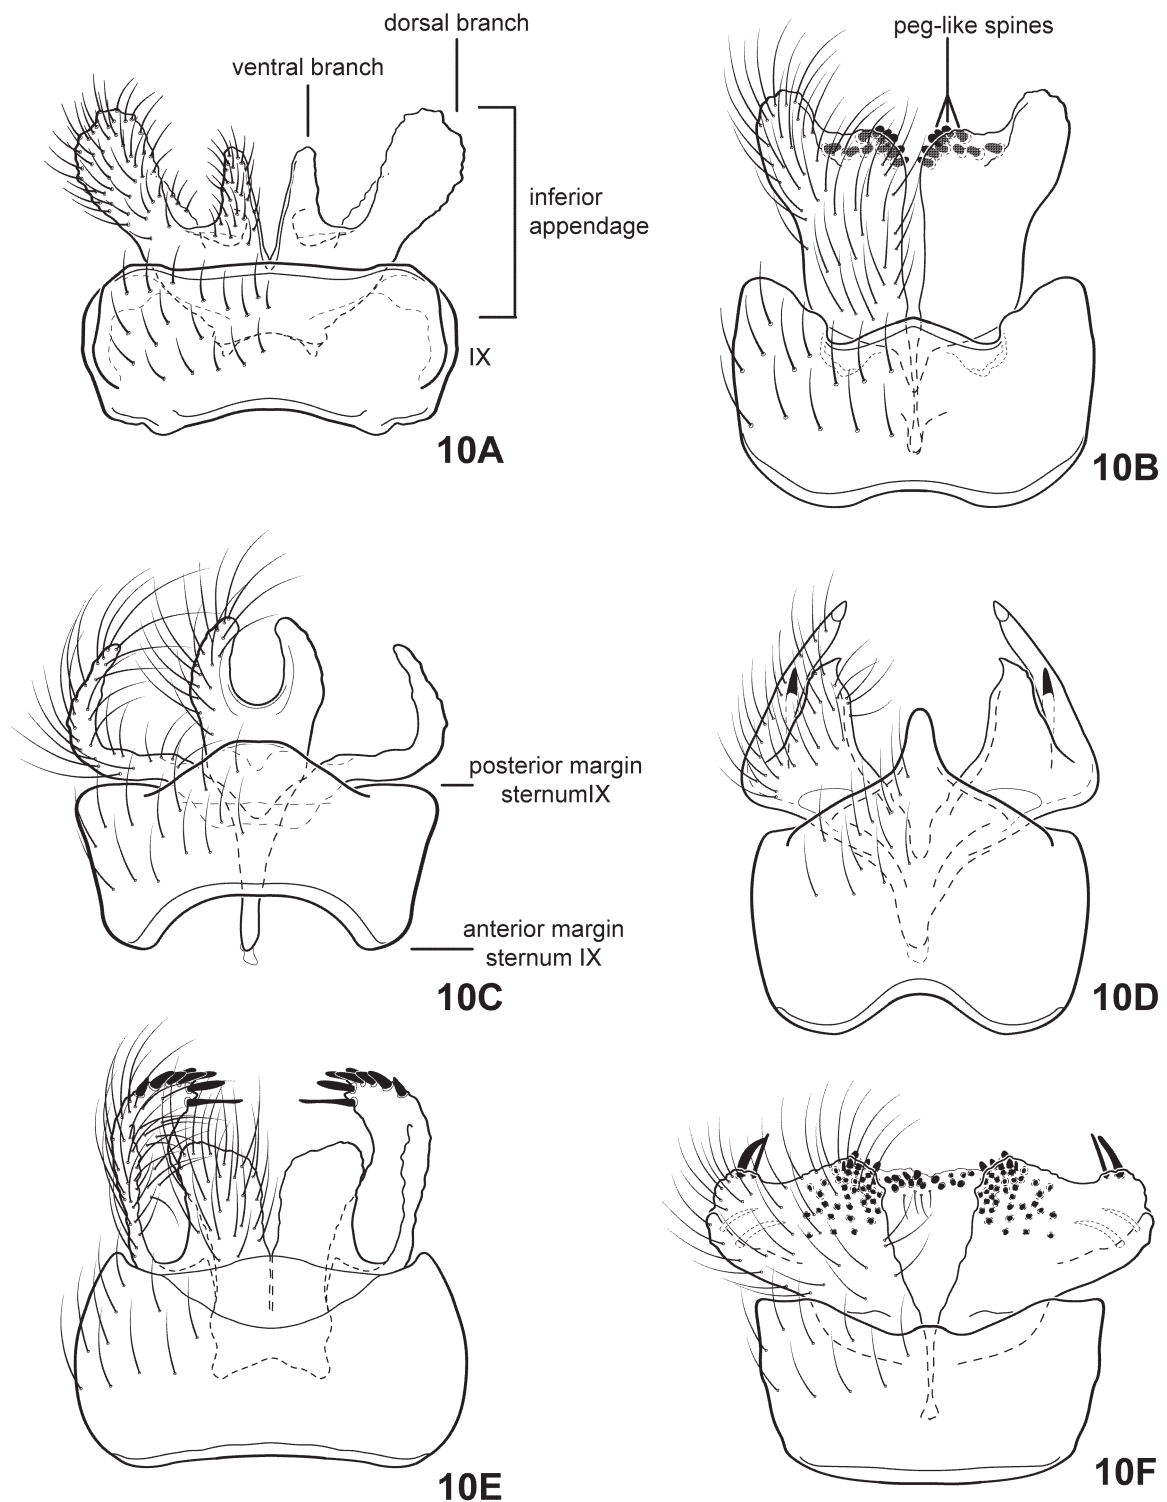 dorsal branch
ventral branch
inferior
appendage
IX
10A
peg-like spines
10B
posterior margin
sternumIX
anterior margin
sternum IX
10C
10D
10E
10F